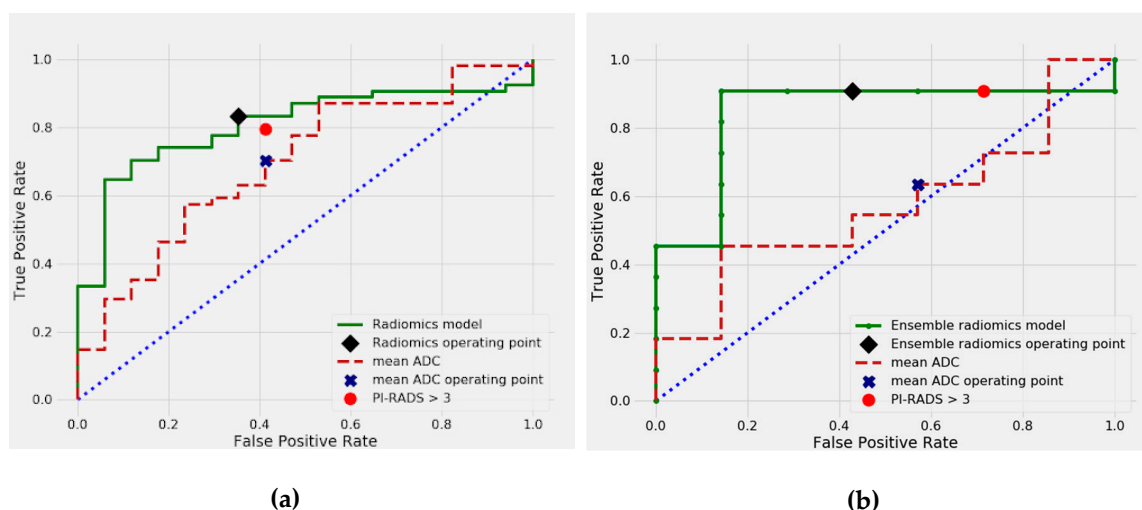 1.0
0.8
0.6
0.4
0.2
0.0
True Positive Rate
0.0 0.2 0.4 0.6 0.8 1.0
False Positive Rate
Radiomics model
Radiomics operating point
mean ADC
mean ADC operating point
PI-RADS > 3
(a)
1.0
0.8
0.6
0.4
0.2
0.0
True Positive Rate
0.0 0.2 0.4 0.6 0.8 1.0
False Positive Rate
Ensemble radiomics model
Ensemble radiomics operating point
mean ADC
mean ADC operating point
PI-RADS > 3
(b)